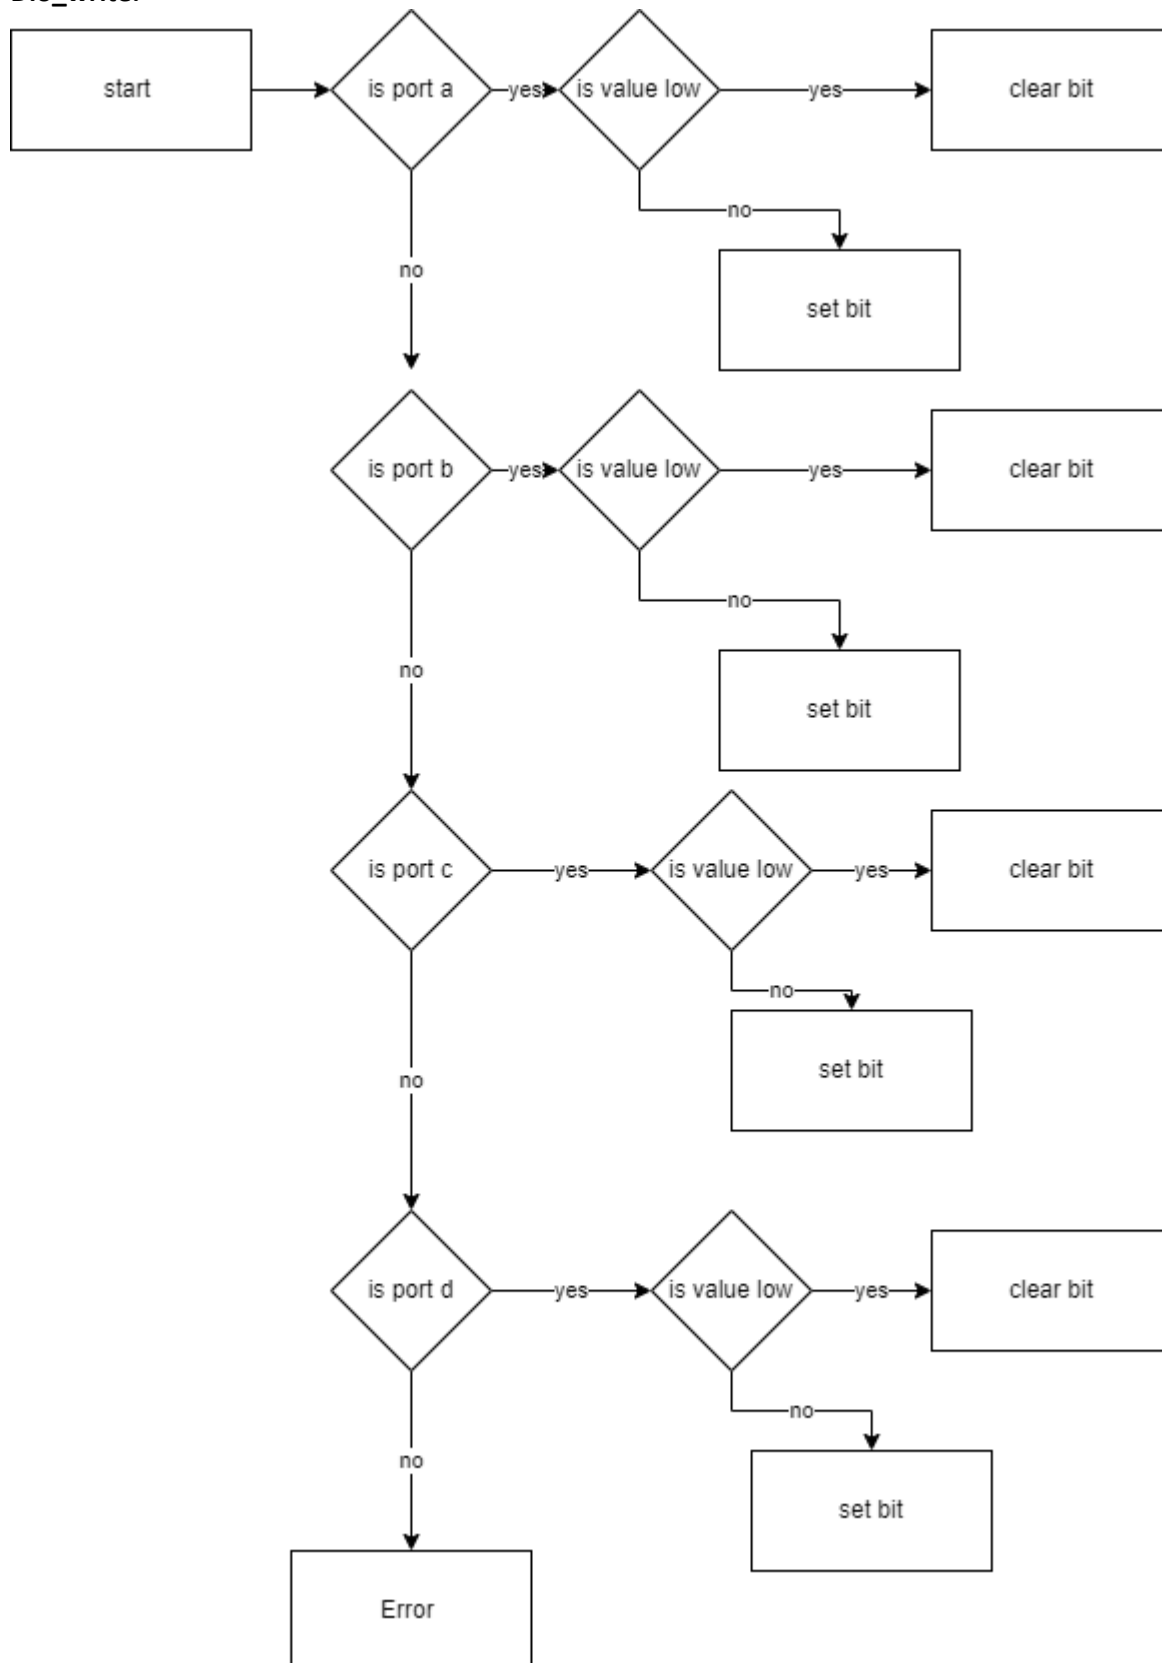 start
is port a
yes
is value low
yes
clear bit
no
set bit
no
is port b
yes
is value low
yes
clear bit
no
set bit
no
is port c
yes
is value low
yes
clear bit
no
set bit
no
is port d
yes
is value low
yes
clear bit
no
set bit
no
Error